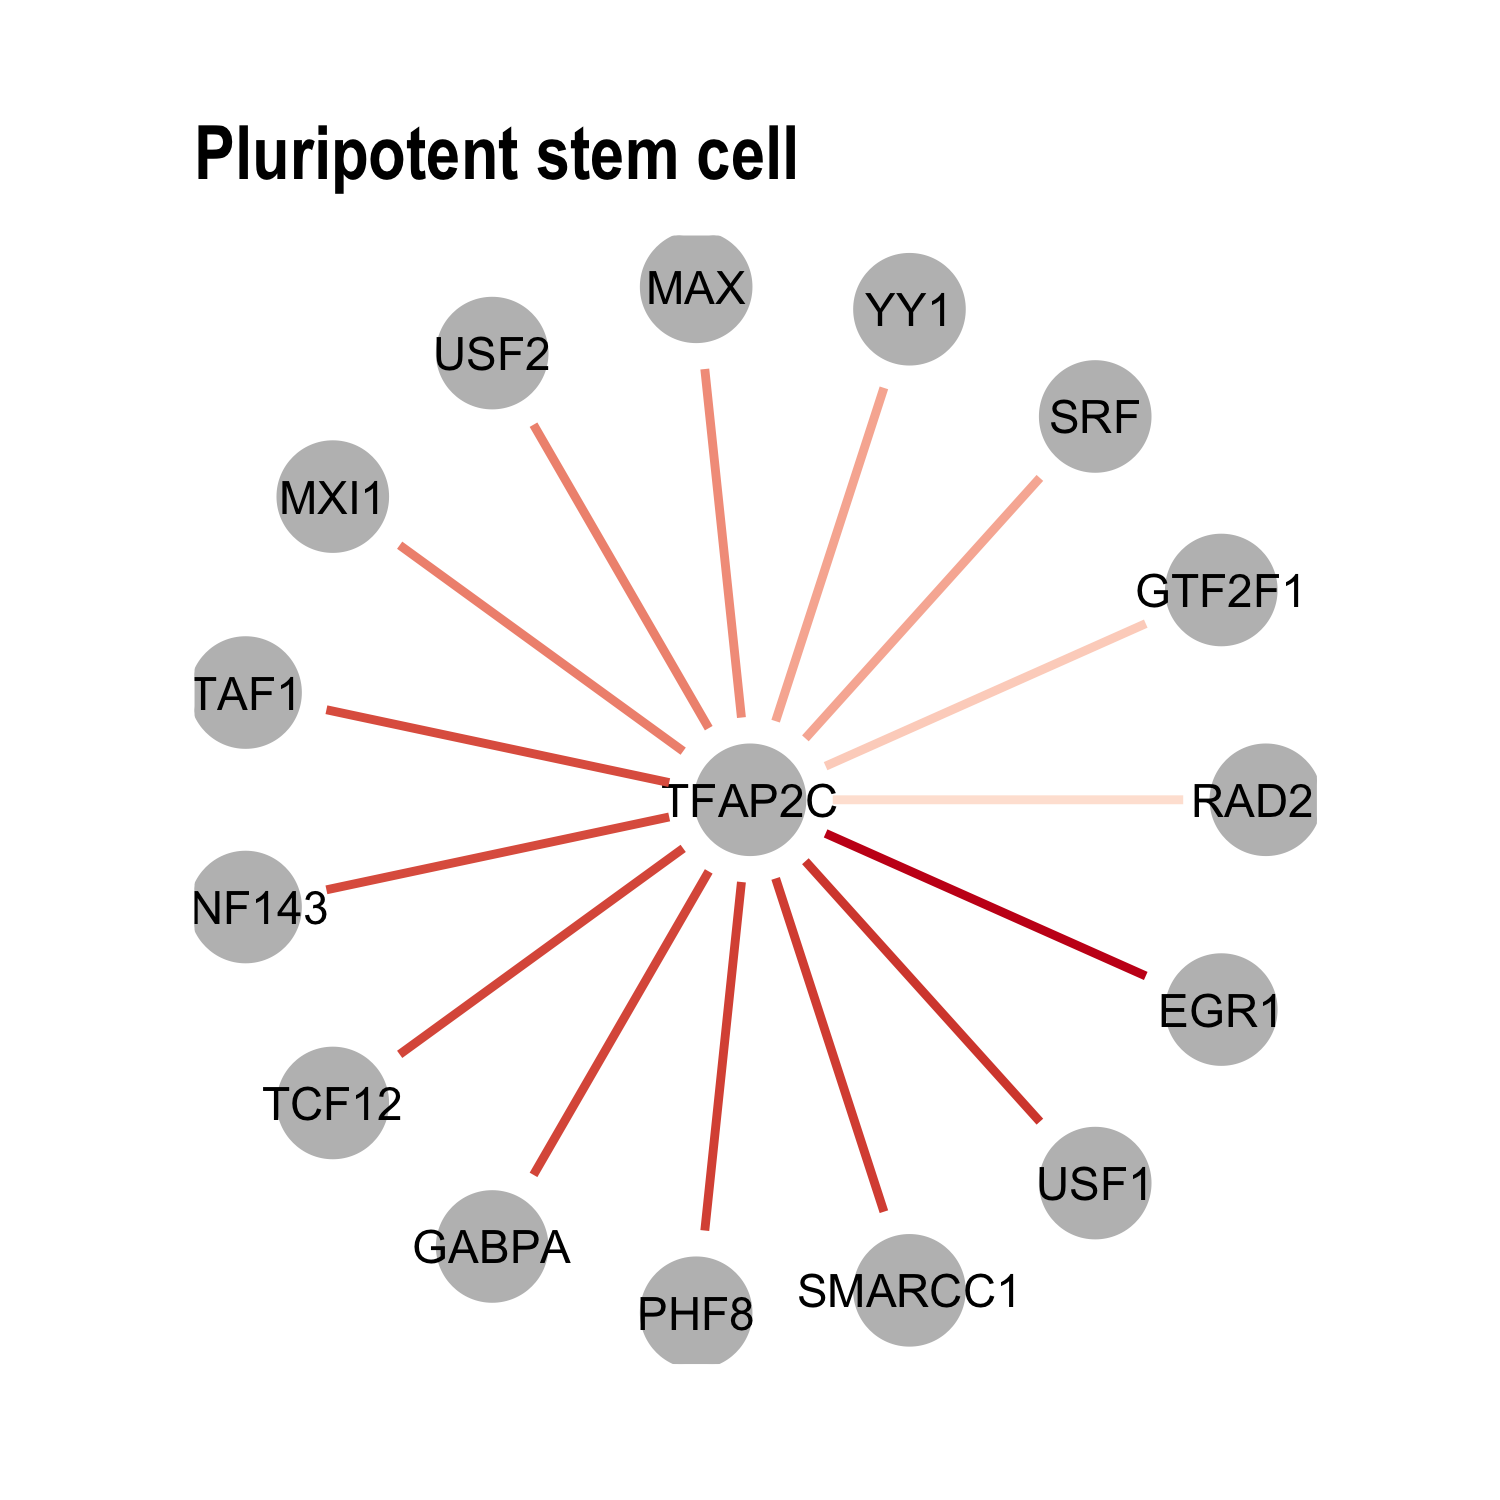 Pluripotent stem cell
MAX
YY1
USF2
SRF
MXI1
GTF2F1
TAF1
TFAP2C
RAD2
NF143
EGR1
TCF12
USF1
GABPA
SMARCC1
PHF8